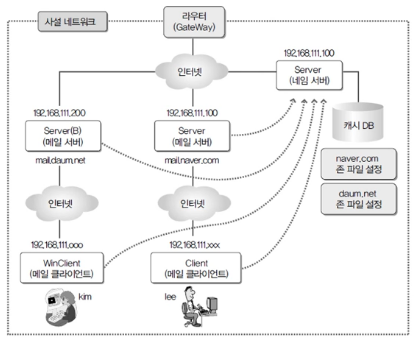 사설 네트워크
라우터
(GateWay)
192.168.111.100
인터넷
Server
(네임 서버)
192.168.111.200
192.168.111.100
Server(B)
(메일 서버)
Server
(메일 서버)
캐시 DB
mail.daum.net
mail.naver.com
naver.com
존 파일 설정
인터넷
인터넷
daum.net
존 파일 설정
192.168.111.ooo
192.168.111.xxx
WinClient
(메일 클라이언트)
Client
(메일 클라이언트)
kim
lee